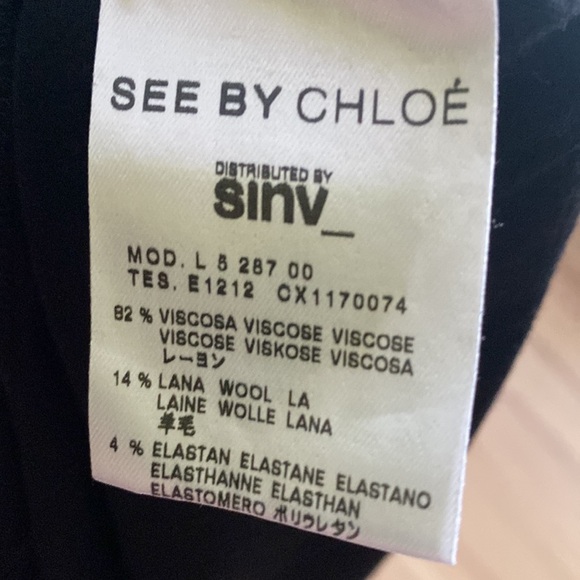 SEE BY CHLOÉ
DISTRIBUTED BY
sinv_
MOD. L 5 287 00
TES. E1212 CX1170074
82 % VISCOSA VISCOSE VISCOSE
VISCOSE VISKOSE VISCOSA
レーヨン
14 % LANA WOOL LA
LAINE WOLLE LANA
羊毛
4 % ELASTAN ELASTANE ELASTANO
ELASTHANNE ELASTHAN
ELASTOMERO ポリウレタン